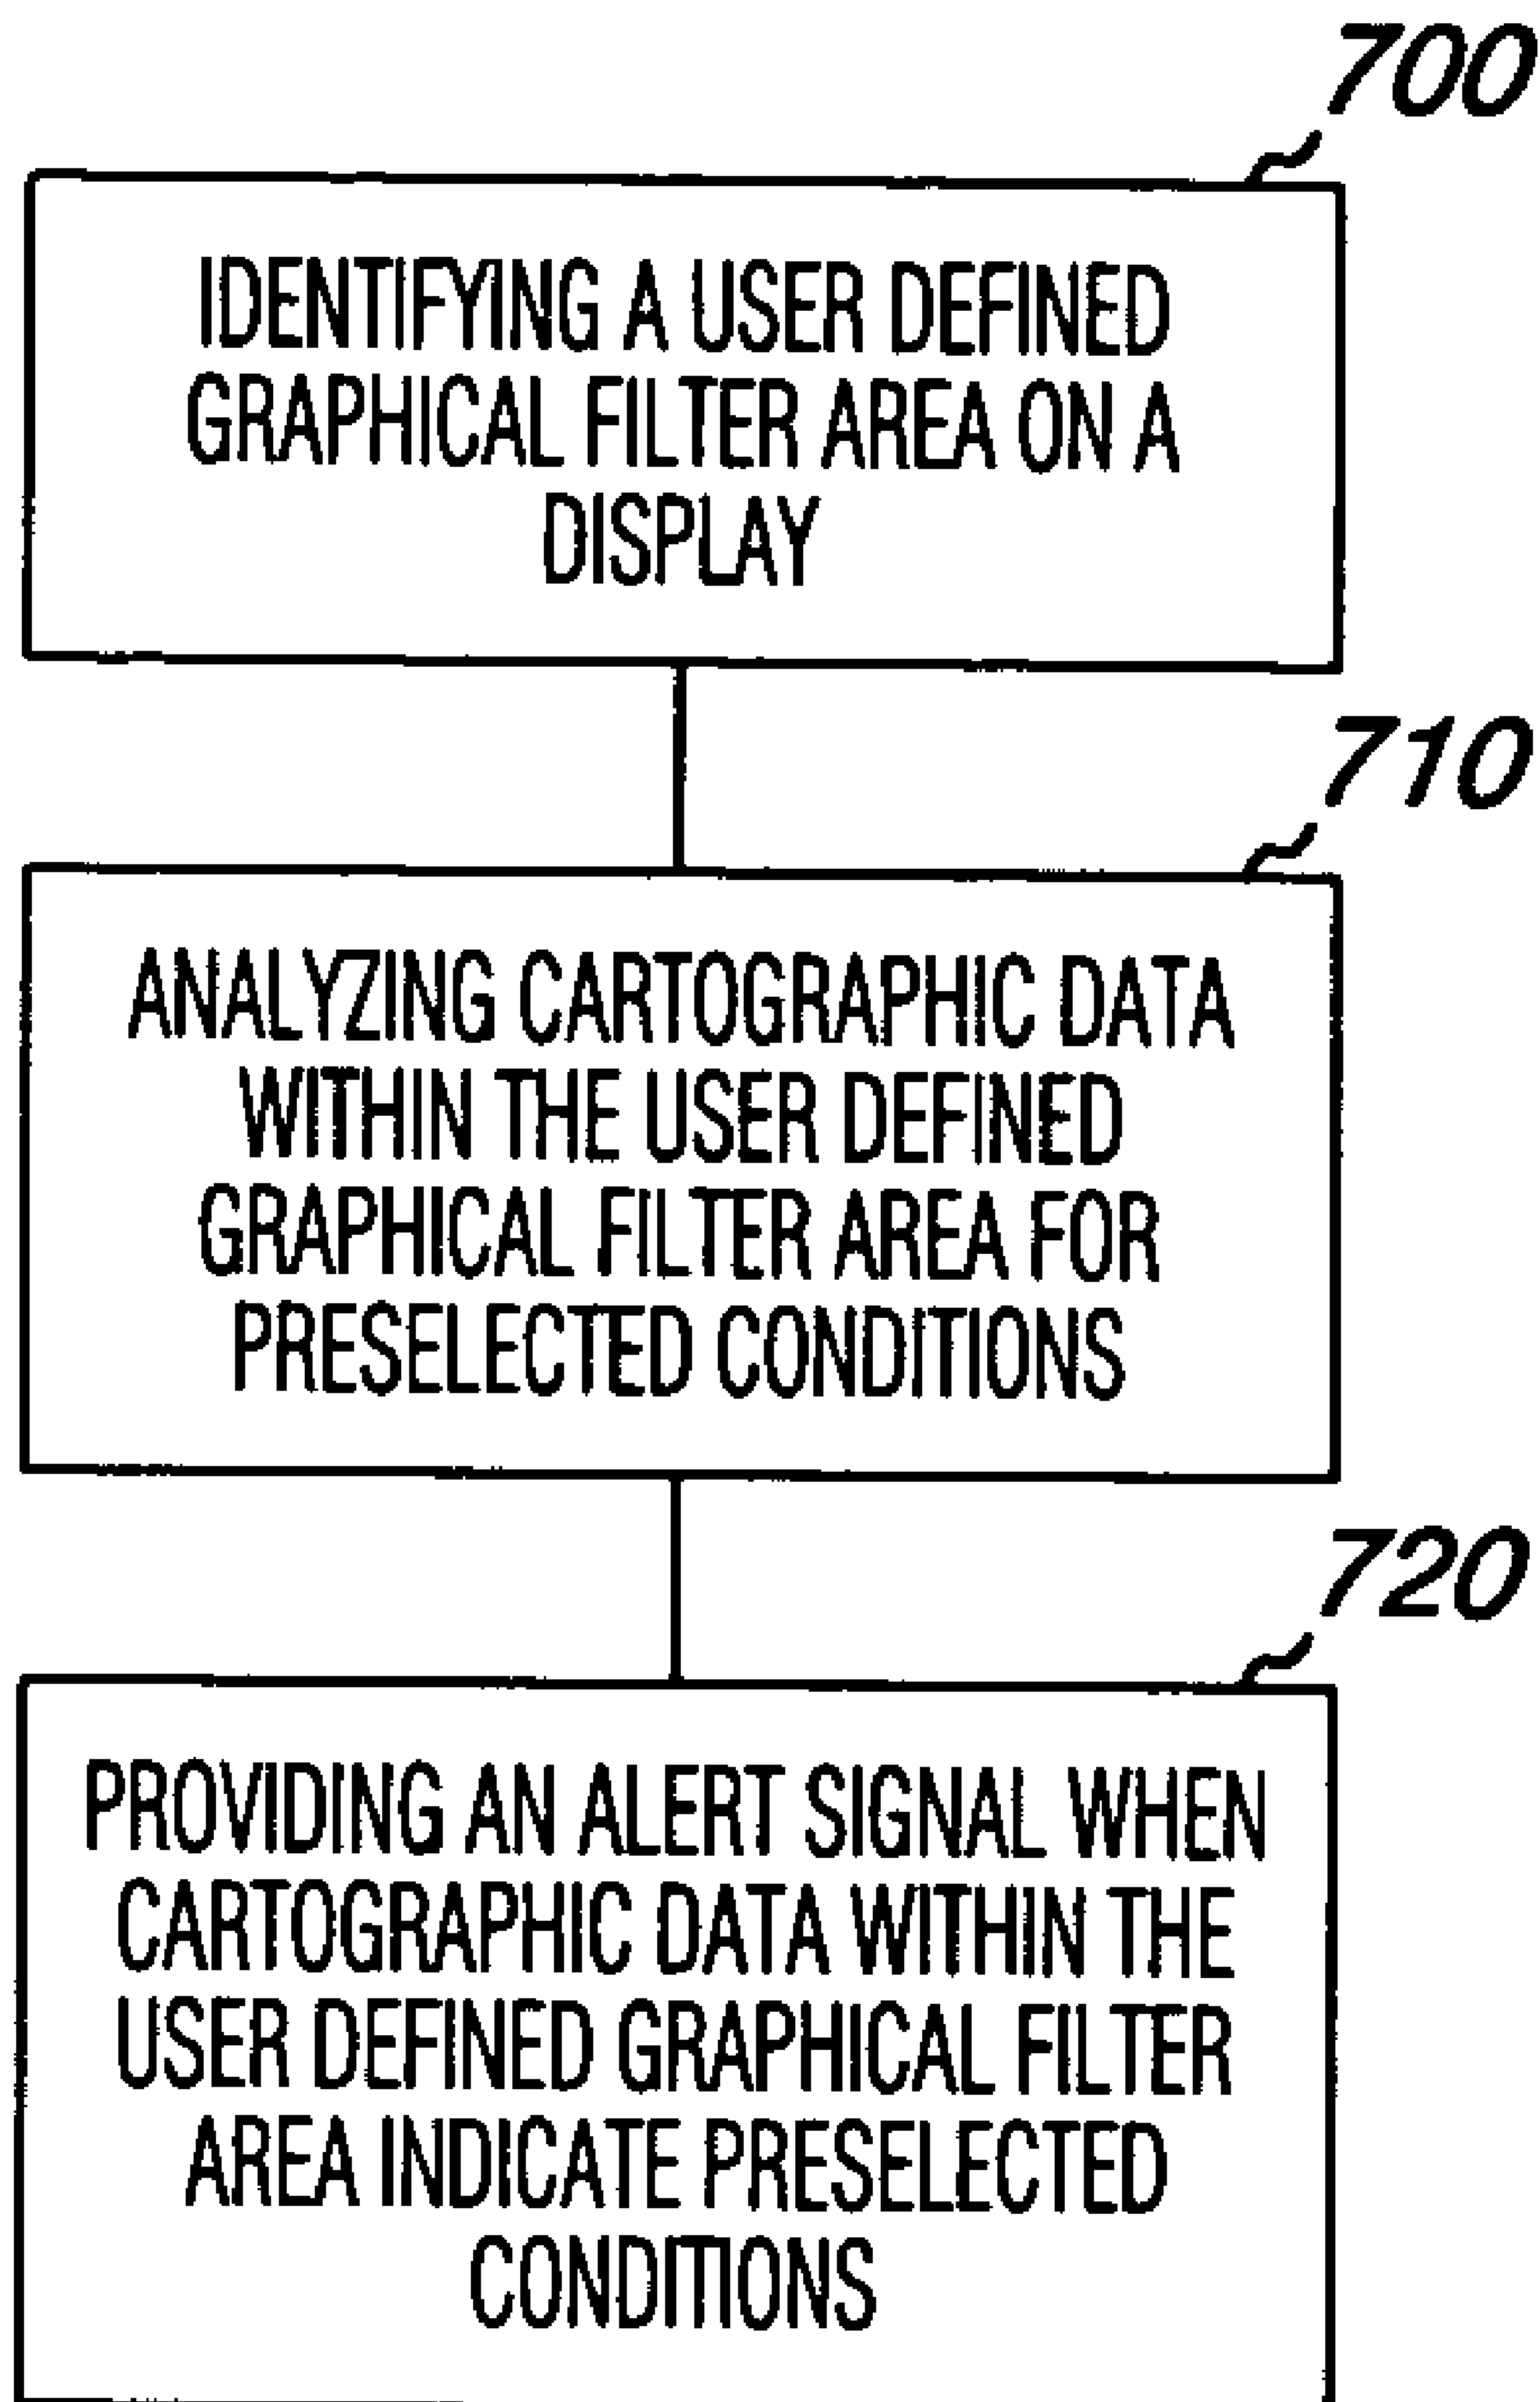 700
IDENTIFYING A USER DEFINED
GRAPHICAL FILTER AREA ON A
DISPLAY
710
ANALYZING CARTOGRAPHIC DATA
WITHIN THE USER DEFINED
GRAPHICAL FILTER AREA FOR
PRESELECTED CONDITIONS
720
PROVIDING AN ALERT SIGNAL WHEN
CARTOGRAPHIC DATA WITHIN THE
USER DEFINED GRAPHICAL FILTER
AREA INDICATE PRESELECTED
CONDITIONS